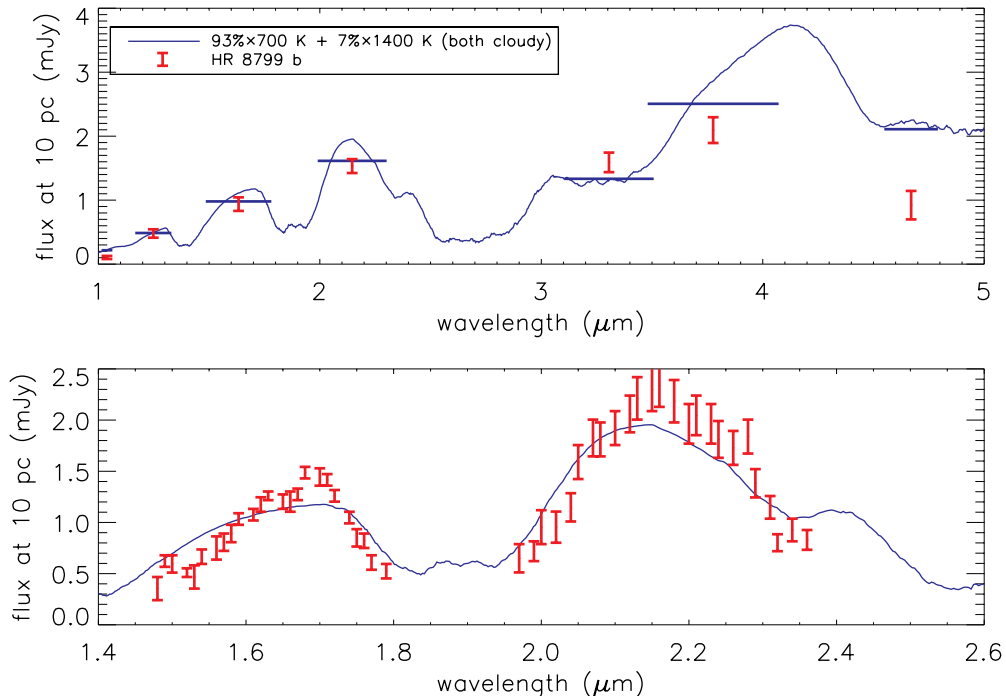 4
3
2
1
0
flux at 10 pc (mJy)
93%×700 K + 7%×1400 K (both cloudy)
HR 8799 b
1 2 3 4 5
wavelength (μm)
2.5
2.0
1.5
1.0
0.5
0.0
flux at 10 pc (mJy)
1.4 1.6 1.8 2.0 2.2 2.4 2.6
wavelength (μm)